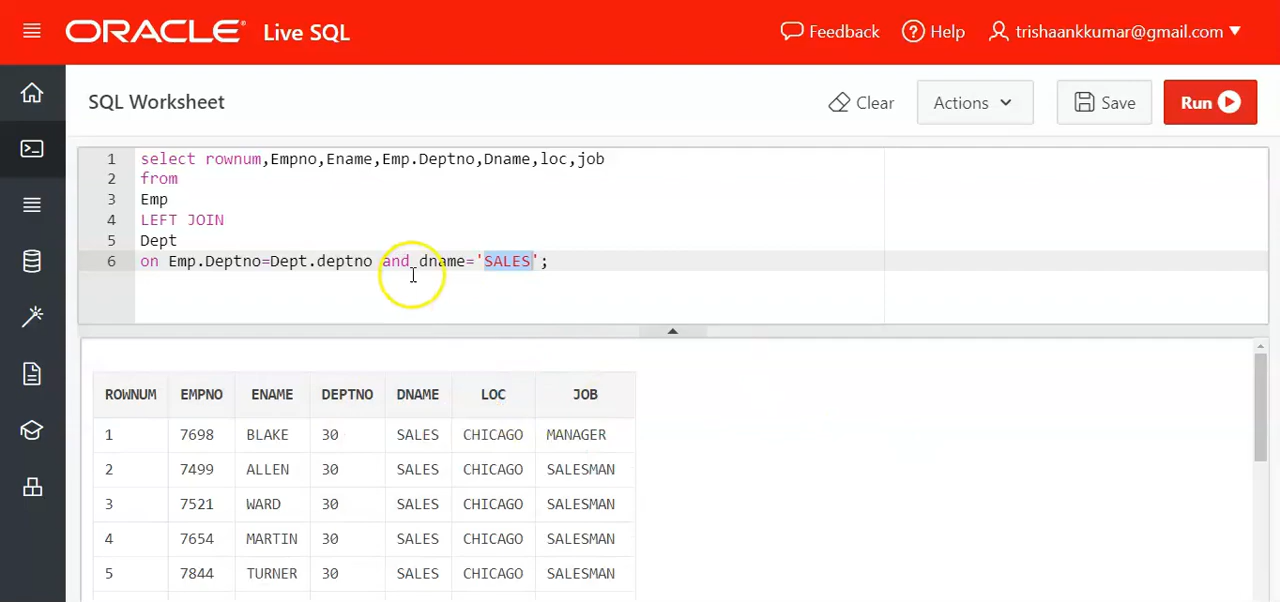 ORACLE Live SQL Feedback Help trishaankkumar@gmail.com
SQL Worksheet Clear Actions Save Run
1 select rownum,Empno,Ename,Emp.Deptno,Dname,loc,job
2 from
3 Emp
4 LEFT JOIN
5 Dept
6 on Emp.Deptno=Dept.deptno and dname='SALES';
ROWNUM EMPNO ENAME DEPTNO DNAME LOC JOB
1 7698 BLAKE 30 SALES CHICAGO MANAGER
2 7499 ALLEN 30 SALES CHICAGO SALESMAN
3 7521 WARD 30 SALES CHICAGO SALESMAN
4 7654 MARTIN 30 SALES CHICAGO SALESMAN
5 7844 TURNER 30 SALES CHICAGO SALESMAN